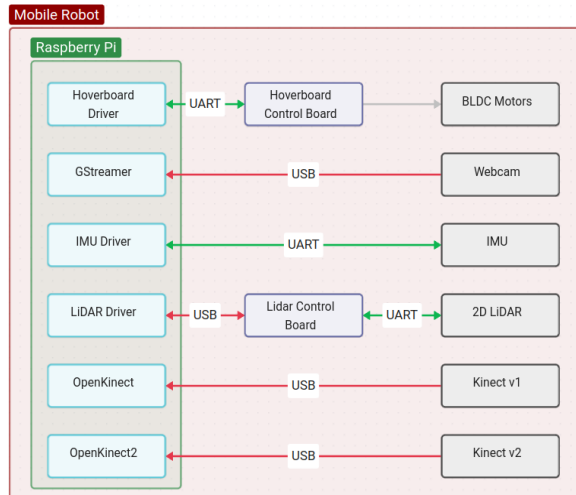 Mobile Robot
Raspberry Pi
Hoverboard
Driver
UART
Hoverboard
Control Board
BLDC Motors
GStreamer
USB
Webcam
IMU Driver
UART
IMU
LiDAR Driver
USB
Lidar Control
Board
UART
2D LiDAR
OpenKinect
USB
Kinect v1
OpenKinect2
USB
Kinect v2